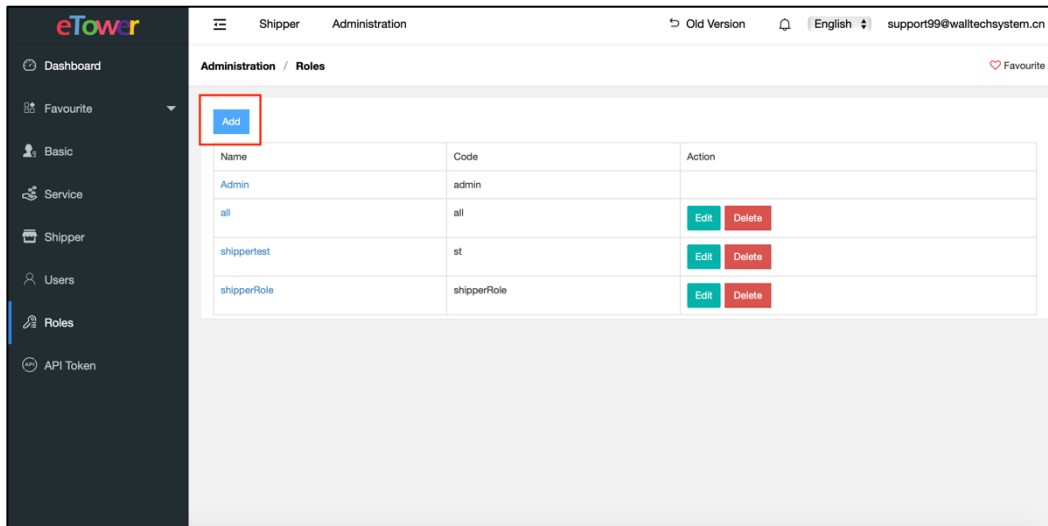 eTower
Shipper Administration Old Version English support99@walltechsystem.cn
Dashboard
Favourite
Basic
Service
Shipper
Users
Roles
API Token
Administration / Roles Favourite
Add
Name Code Action
Admin admin
all all Edit Delete
shippertest st Edit Delete
shipperRole shipperRole Edit Delete